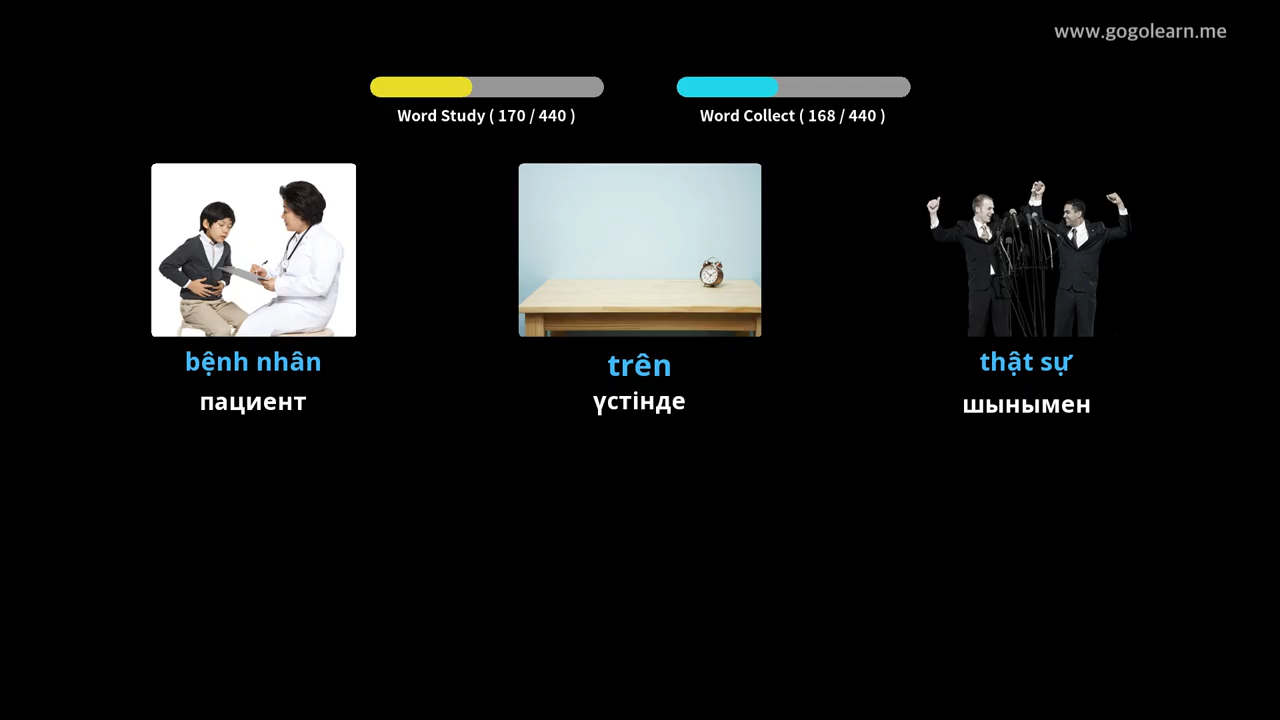 www.gogolearn.me
Word Study ( 170 / 440 )
Word Collect ( 168 / 440 )
bệnh nhân
пациент
trên
үстінде
thật sự
шынымен